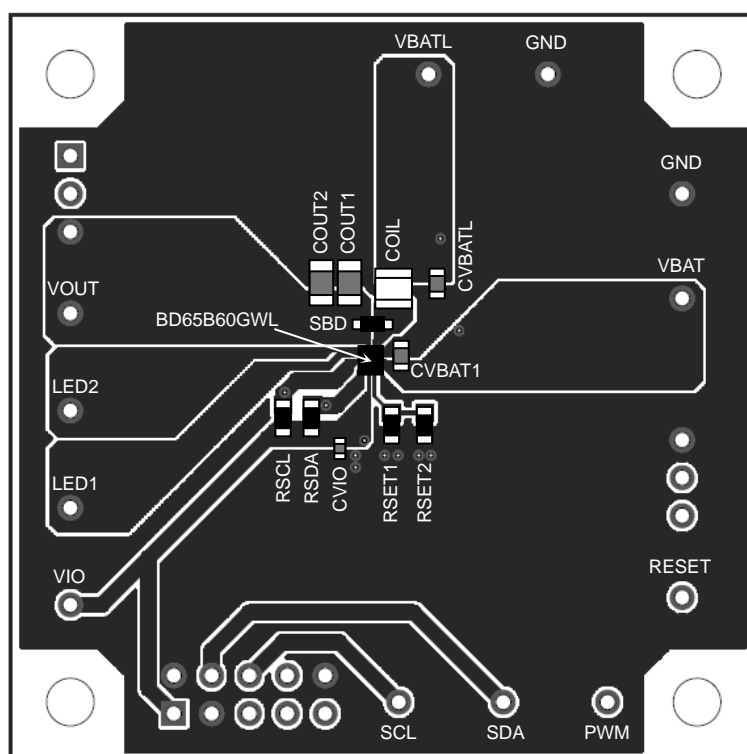 VBATL
GND
GND
COUT2
COUT1
COIL
CVBATL
VOUT
VBAT
BD65B60GWL
SBD
CVBAT1
LED2
LED1
RSCL
RSDA
CVIO
RSET1
RSET2
VIO
RESET
SCL
SDA
PWM